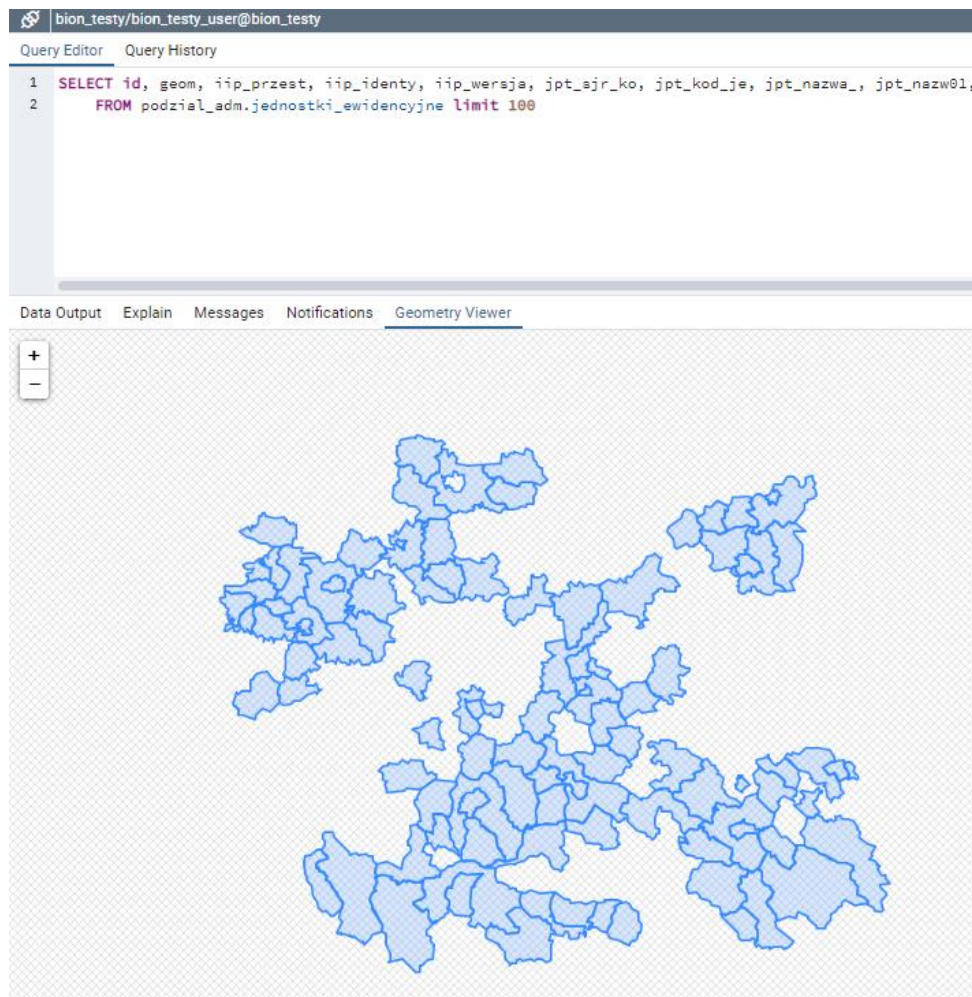 bion_testy/bion_testy_user@bion_testy
Query Editor Query History
1 SELECT id, geom, iip_przest, iip_identy, iip_wersja, jpt_sjr_ko, jpt_kod_je, jpt_nazwa_, jpt_nazw01,
2 FROM podzial_adm.jednostki_ewidencyjne limit 100
Data Output Explain Messages Notifications Geometry Viewer
+
−